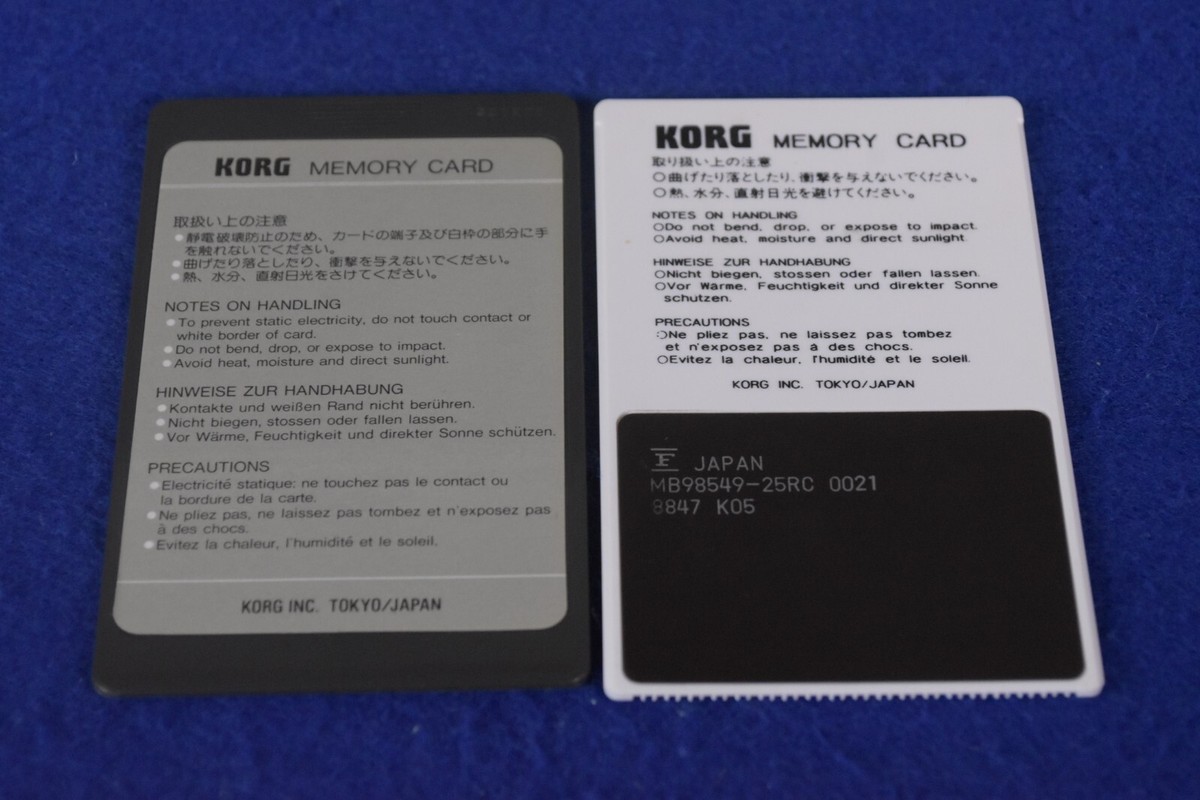 KORG MEMORY CARD
取扱い上の注意
●静電破壊防止のため、カードの端子及び白枠の部分に手
を触れないでください。
●曲げたり落としたり、衝撃を与えないでください。
●熱、水分、直射日光をさけてください。
NOTES ON HANDLING
●To prevent static electricity, do not touch contact or
white border of card.
●Do not bend, drop, or expose to impact.
●Avoid heat, moisture and direct sunlight.
HINWEISE ZUR HANDHABUNG
●Kontakte und weißen Rand nicht berühren.
●Nicht biegen, stossen oder fallen lassen.
●Vor Wärme, Feuchtigkeit und direkter Sonne schützen.
PRECAUTIONS
●Electricité statique: ne touchez pas le contact ou
la bordure de la carte.
●Ne pliez pas, ne laissez pas tombez et n'exposez pas
à des chocs.
●Evitez la chaleur, l'humidité et le soleil.
KORG INC. TOKYO/JAPAN
KORG MEMORY CARD
取り扱い上の注意
○曲げたり落としたり、衝撃を与えないでください。
○熱、水分、直射日光を避けてください。
NOTES ON HANDLING
○Do not bend, drop, or expose to impact.
○Avoid heat, moisture and direct sunlight.
HINWEISE ZUR HANDHABUNG
○Nicht biegen, stossen oder fallen lassen.
○Vor Wärme, Feuchtigkeit und direkter Sonne
schützen.
PRECAUTIONS
○Ne pliez pas, ne laissez pas tombez
et n'exposez pas à des chocs.
○Evitez la chaleur, l'humidité et le soleil.
KORG INC. TOKYO/JAPAN
F JAPAN
MB98549-25RC 0021
8847 K05